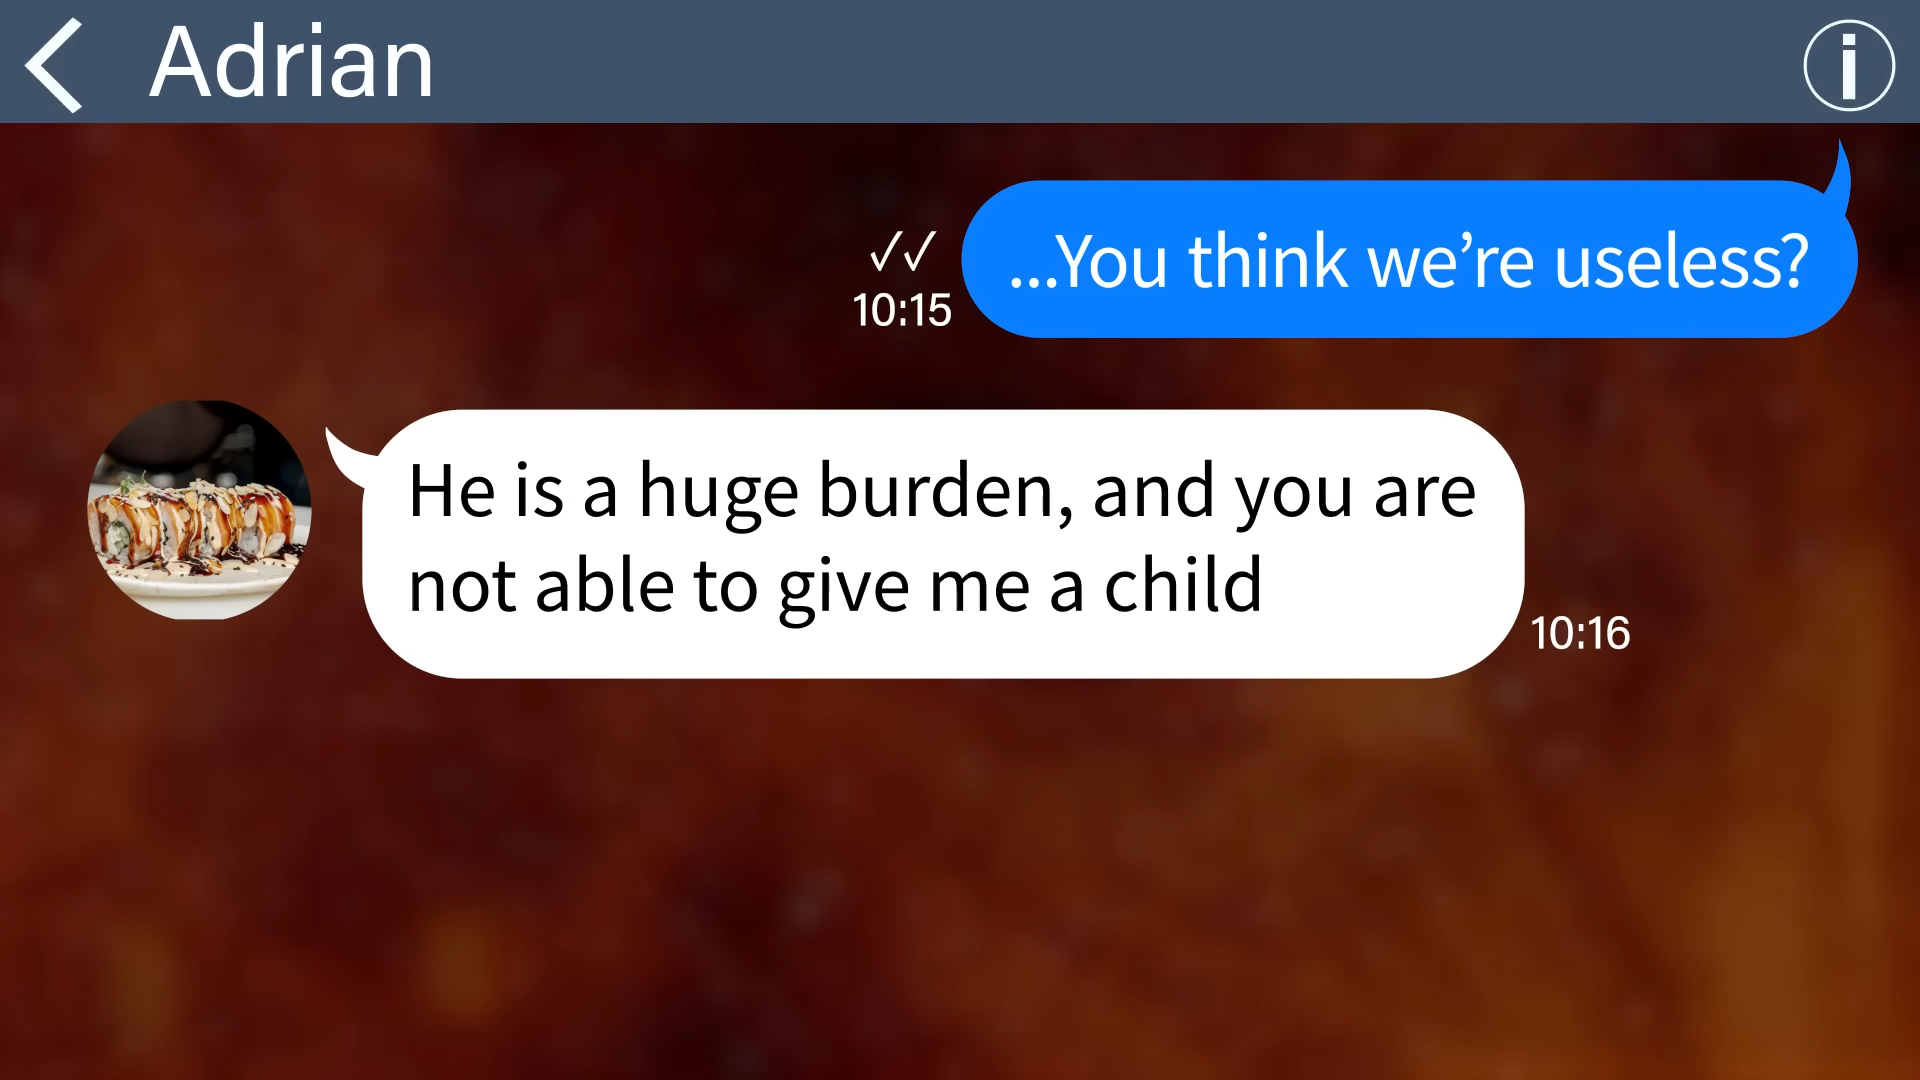 Adrian
...You think we’re useless?
✓✓
10:15
He is a huge burden, and you are
not able to give me a child
10:16